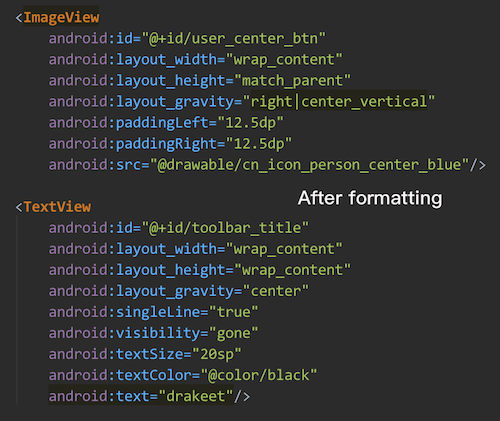 <ImageView
android:id="@+id/user_center_btn"
android:layout_width="wrap_content"
android:layout_height="match_parent"
android:layout_gravity="right|center_vertical"
android:paddingLeft="12.5dp"
android:paddingRight="12.5dp"
android:src="@drawable/cn_icon_person_center_blue"/>
After formatting
<TextView
android:id="@+id/toolbar_title"
android:layout_width="wrap_content"
android:layout_height="wrap_content"
android:layout_gravity="center"
android:singleLine="true"
android:visibility="gone"
android:textSize="20sp"
android:textColor="@color/black"
android:text="drakeet"/>